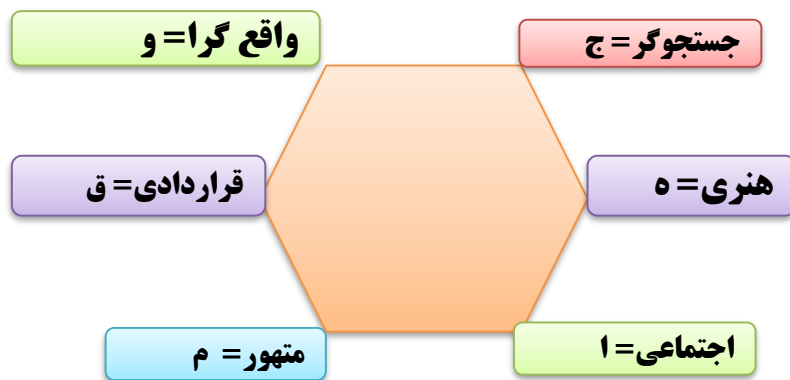 جستجوگر = ج
واقع گرا= و
هنری= ه
قراردادی= ق
اجتماعی= ا
متهور= م